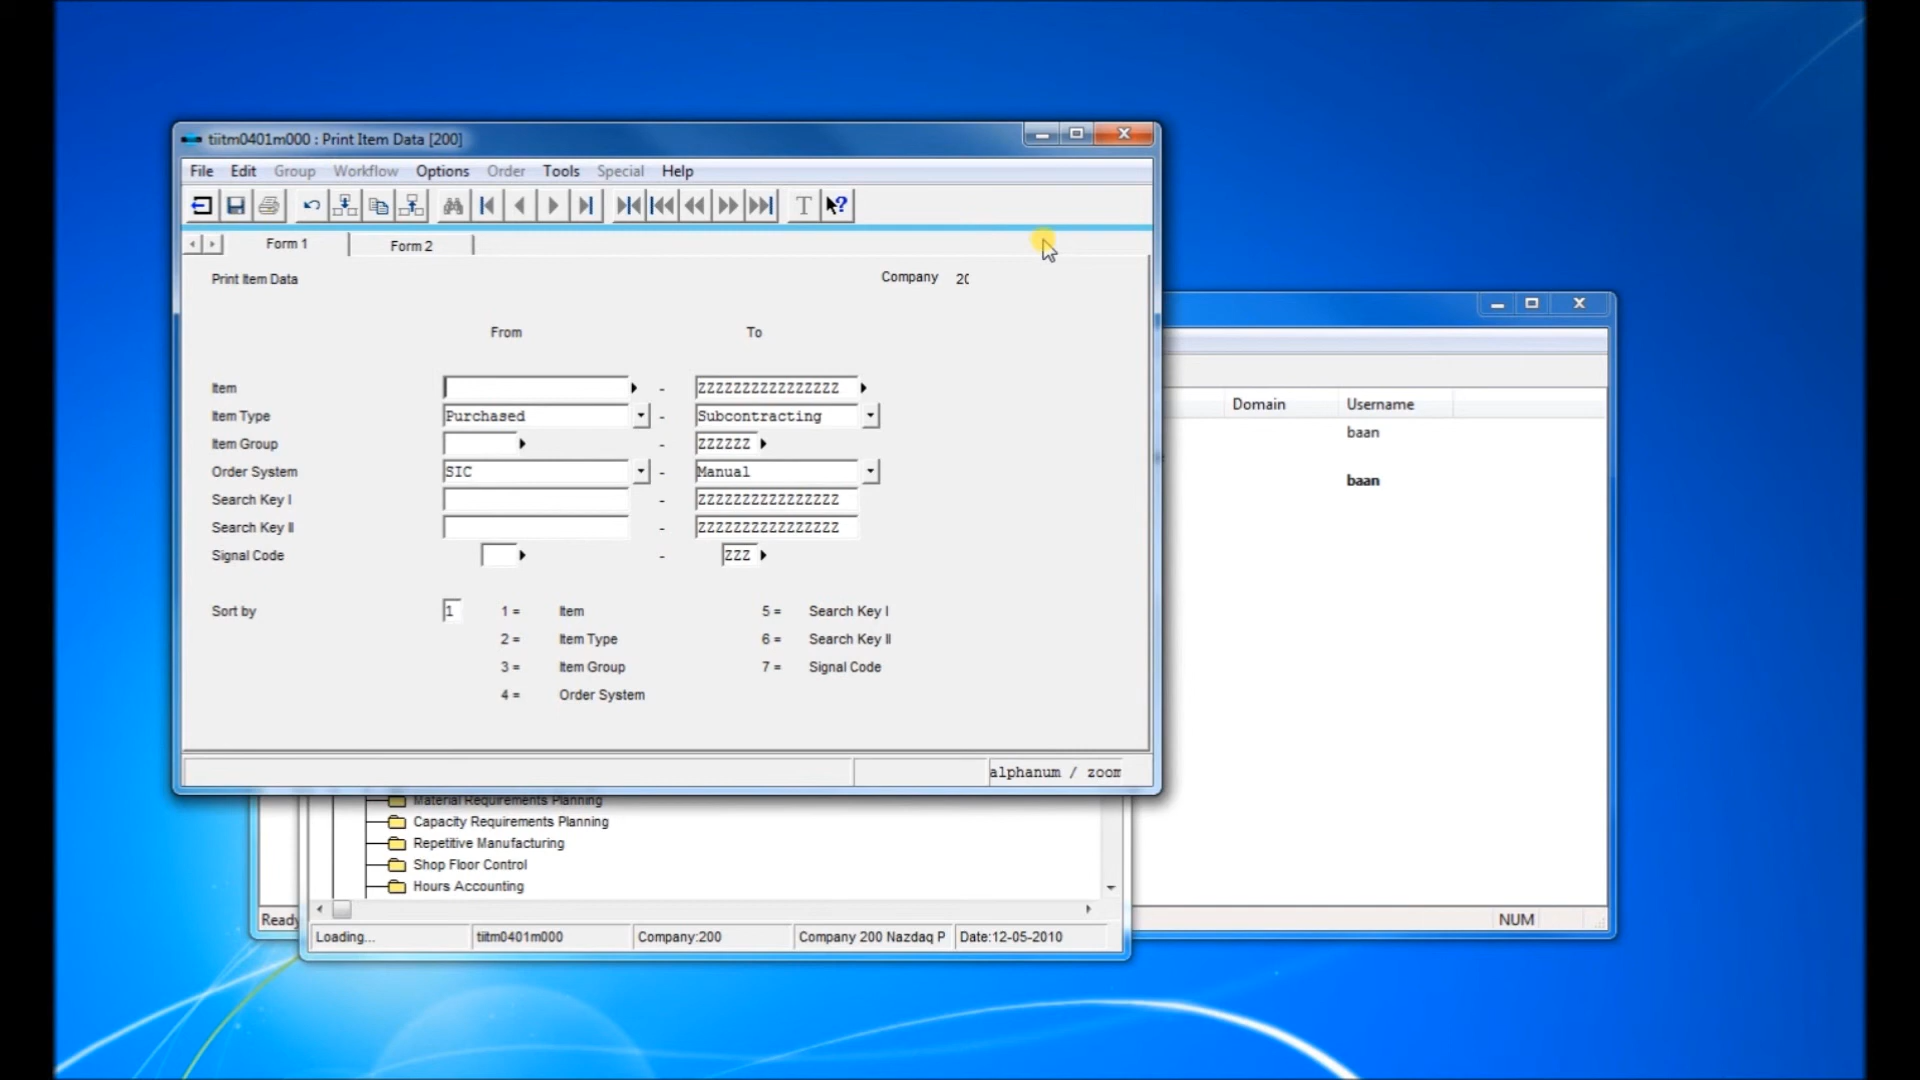 tiitm0401m000 : Print Item Data [200]
File Edit Group Workflow Options Order Tools Special Help
T ?
Form 1 Form 2
Print Item Data Company 20
From To
Item - ZZZZZZZZZZZZZZZZ
Item Type Purchased - Subcontracting
Item Group - ZZZZZZ
Order System SIC - Manual
Search Key I - ZZZZZZZZZZZZZZZZ
Search Key II - ZZZZZZZZZZZZZZZZ
Signal Code - ZZZ
Sort by 1 1 = Item 5 = Search Key I
2 = Item Type 6 = Search Key II
3 = Item Group 7 = Signal Code
4 = Order System
alphanum / zoom
Domain Username
baan
baan
Material Requirements Planning
Capacity Requirements Planning
Repetitive Manufacturing
Shop Floor Control
Hours Accounting
Ready NUM
Loading... tiitm0401m000 Company:200 Company 200 Nazdaq P Date:12-05-2010